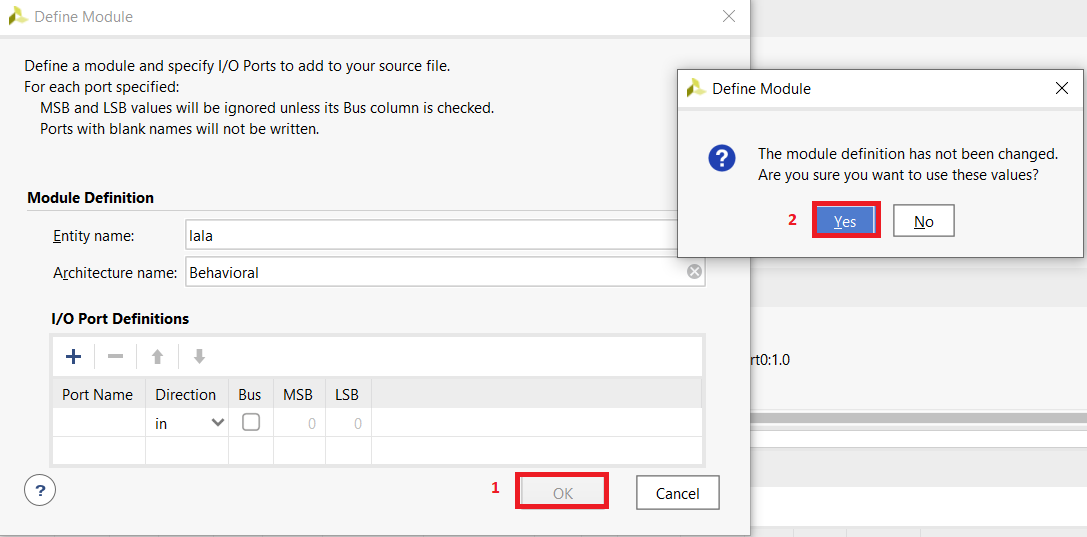 Define Module
Define a module and specify I/O Ports to add to your source file.
For each port specified:
MSB and LSB values will be ignored unless its Bus column is checked.
Ports with blank names will not be written.
Module Definition
Entity name: lala
Architecture name: Behavioral
I/O Port Definitions
Port Name Direction Bus MSB LSB
in 0 0
? 1 OK Cancel
Define Module
? The module definition has not been changed.
Are you sure you want to use these values?
2 Yes No
rt0:1.0